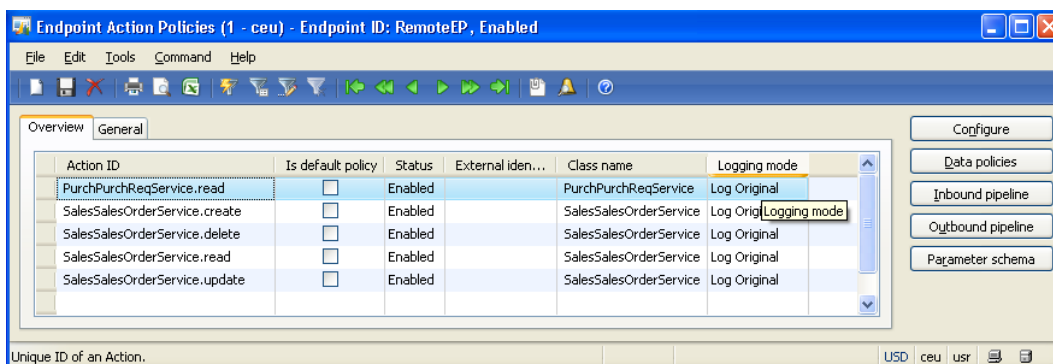 Endpoint Action Policies (1 - ceu) - Endpoint ID: RemoteEP, Enabled
File Edit Tools Command Help
Overview General
Action ID Is default policy Status External iden... Class name Logging mode
PurchPurchReqService.read Enabled PurchPurchReqService Log Original
SalesSalesOrderService.create Enabled SalesSalesOrderService Log Origi
Logging mode
SalesSalesOrderService.delete Enabled SalesSalesOrderService Log Original
SalesSalesOrderService.read Enabled SalesSalesOrderService Log Original
SalesSalesOrderService.update Enabled SalesSalesOrderService Log Original
Configure
Data policies
Inbound pipeline
Outbound pipeline
Parameter schema
Unique ID of an Action. USD ceu usr